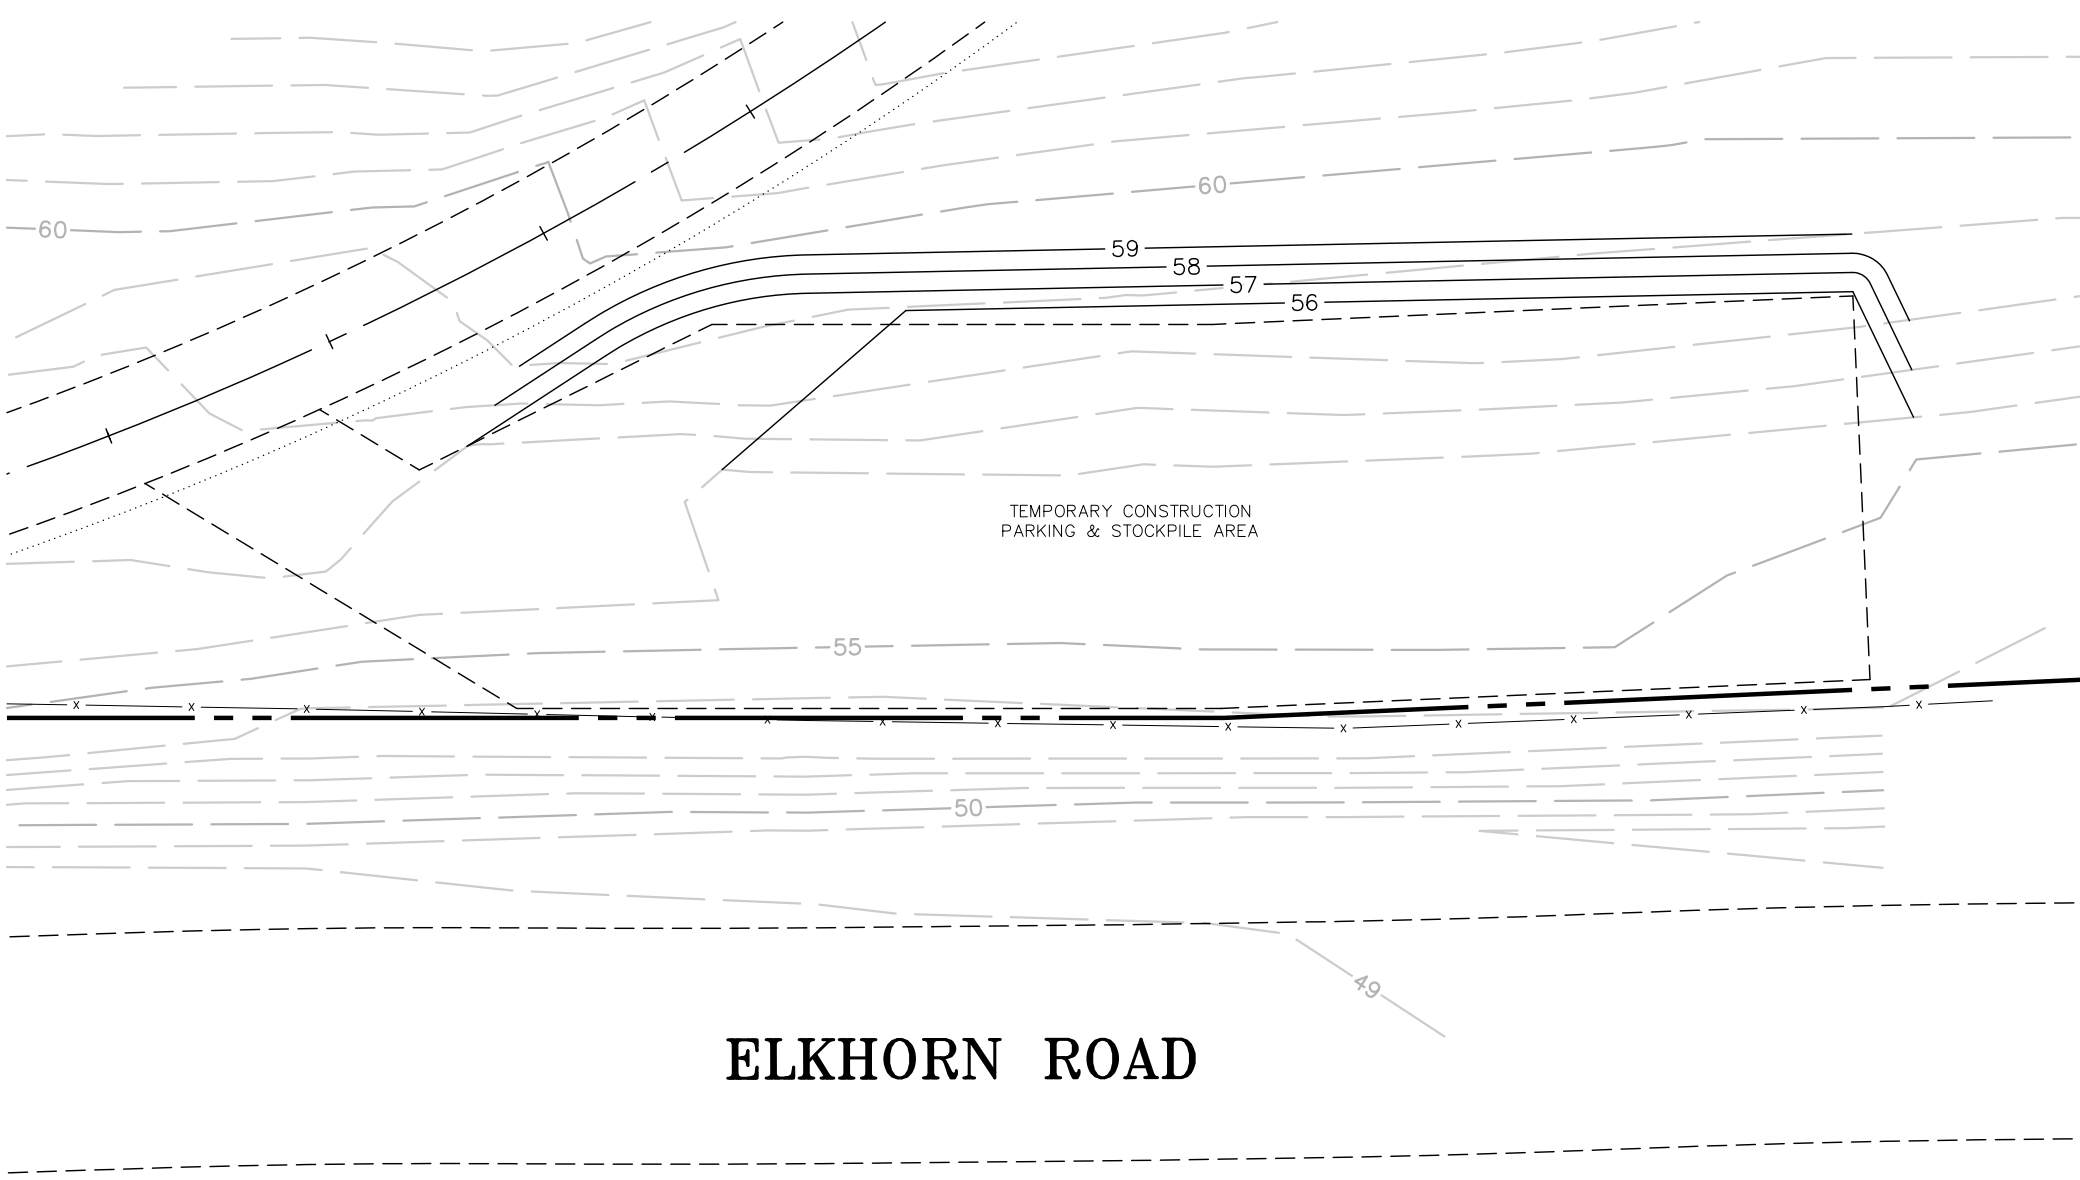 60
60
59
58
57
56
TEMPORARY CONSTRUCTION
PARKING & STOCKPILE AREA
55
x x x x x x x x x x x x x x x x x
50
49
ELKHORN ROAD